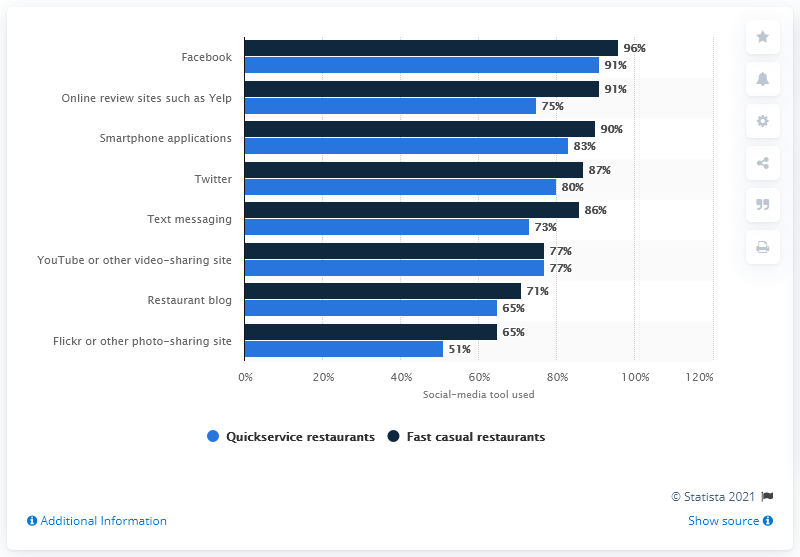 Facebook
96%
91%
Online review sites such as Yelp
91%
75%
Smartphone applications
90%
83%
Twitter
87%
80%
Text messaging
86%
73%
YouTube or other video-sharing site
77%
77%
Restaurant blog
71%
65%
Flickr or other photo-sharing site
65%
51%
0% 20% 40% 60% 80% 100% 120%
Social-media tool used
Quickservice restaurants Fast casual restaurants
© Statista 2021
Additional Information Show source